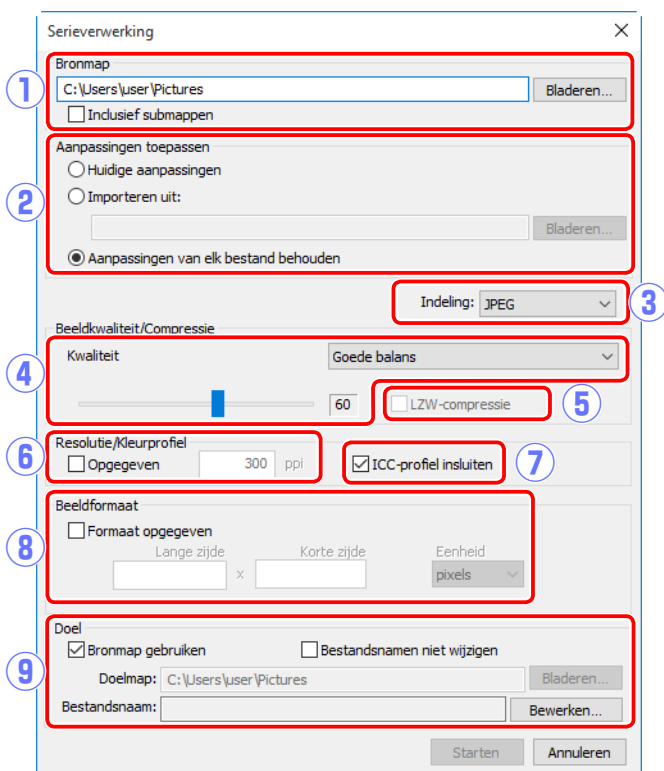 Serieverwerking
Bronmap
1
C:\Users\user\Pictures Bladeren...
Inclusief submappen
Aanpassingen toepassen
Huidige aanpassingen
2
Importeren uit:
Bladeren...
Aanpassingen van elk bestand behouden
Indeling: JPEG 3
Beeldkwaliteit/Compressie
4
Kwaliteit Goede balans
60 LZW-compressie 5
Resolutie/Kleurprofiel
6
Opgegeven 300 ppi ICC-profiel insluiten 7
Beeldformaat
8
Formaat opgegeven
Lange zijde Korte zijde Eenheid
x pixels
Doel
9
Bronmap gebruiken Bestandsnamen niet wijzigen
Doelmap: C:\Users\user\Pictures Bladeren...
Bestandsnaam: Bewerken...
Starten Annuleren